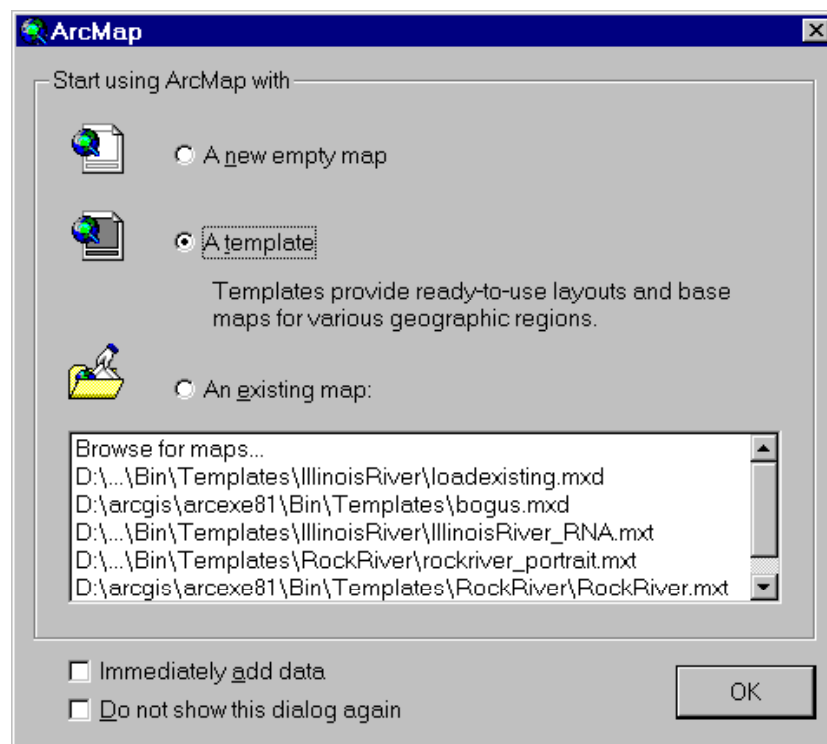 ArcMap
Start using ArcMap with
A new empty map
A template
Templates provide ready-to-use layouts and base
maps for various geographic regions.
An existing map:
Browse for maps...
D:\...\Bin\Templates\IllinoisRiver\loadexisting.mxd
D:\arcgis\arcexe81\Bin\Templates\bogus.mxd
D:\...\Bin\Templates\IllinoisRiver\IllinoisRiver_RNA.mxt
D:\...\Bin\Templates\RockRiver\rockriver_portrait.mxt
D:\arcgis\arcexe81\Bin\Templates\RockRiver\RockRiver.mxt
Immediately add data
Do not show this dialog again
OK